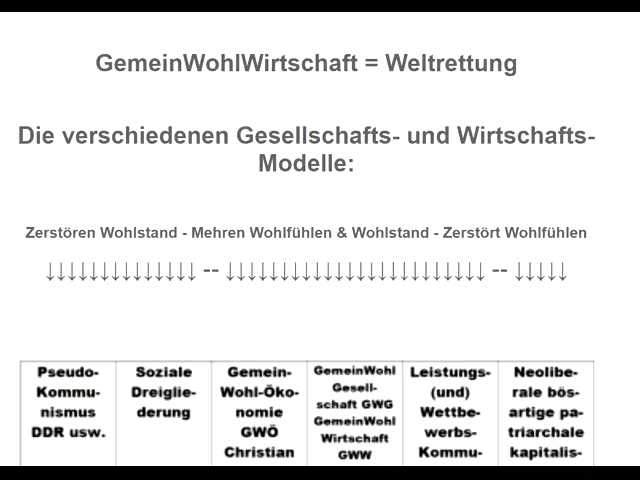 GemeinWohlWirtschaft = Weltrettung
Die verschiedenen Gesellschafts- und Wirtschafts-
Modelle:
Zerstören Wohlstand - Mehren Wohlfühlen & Wohlstand - Zerstört Wohlfühlen
↓↓↓↓↓↓↓↓↓↓↓↓↓↓ -- ↓↓↓↓↓↓↓↓↓↓↓↓↓↓↓↓↓↓↓↓↓↓↓↓ -- ↓↓↓↓↓
Pseudo-
Kommu-
nismus
DDR usw.
Soziale
Dreiglie-
derung
Gemein-
Wohl-Öko-
nomie
GWÖ
Christian
GemeinWohl
Gesell-
schaft GWG
GemeinWohl
Wirtschaft
GWW
Leistungs-
(und)
Wettbe-
werbs-
Kommu-
Neolibe-
rale bös-
artige pa-
triarchale
kapitalis-